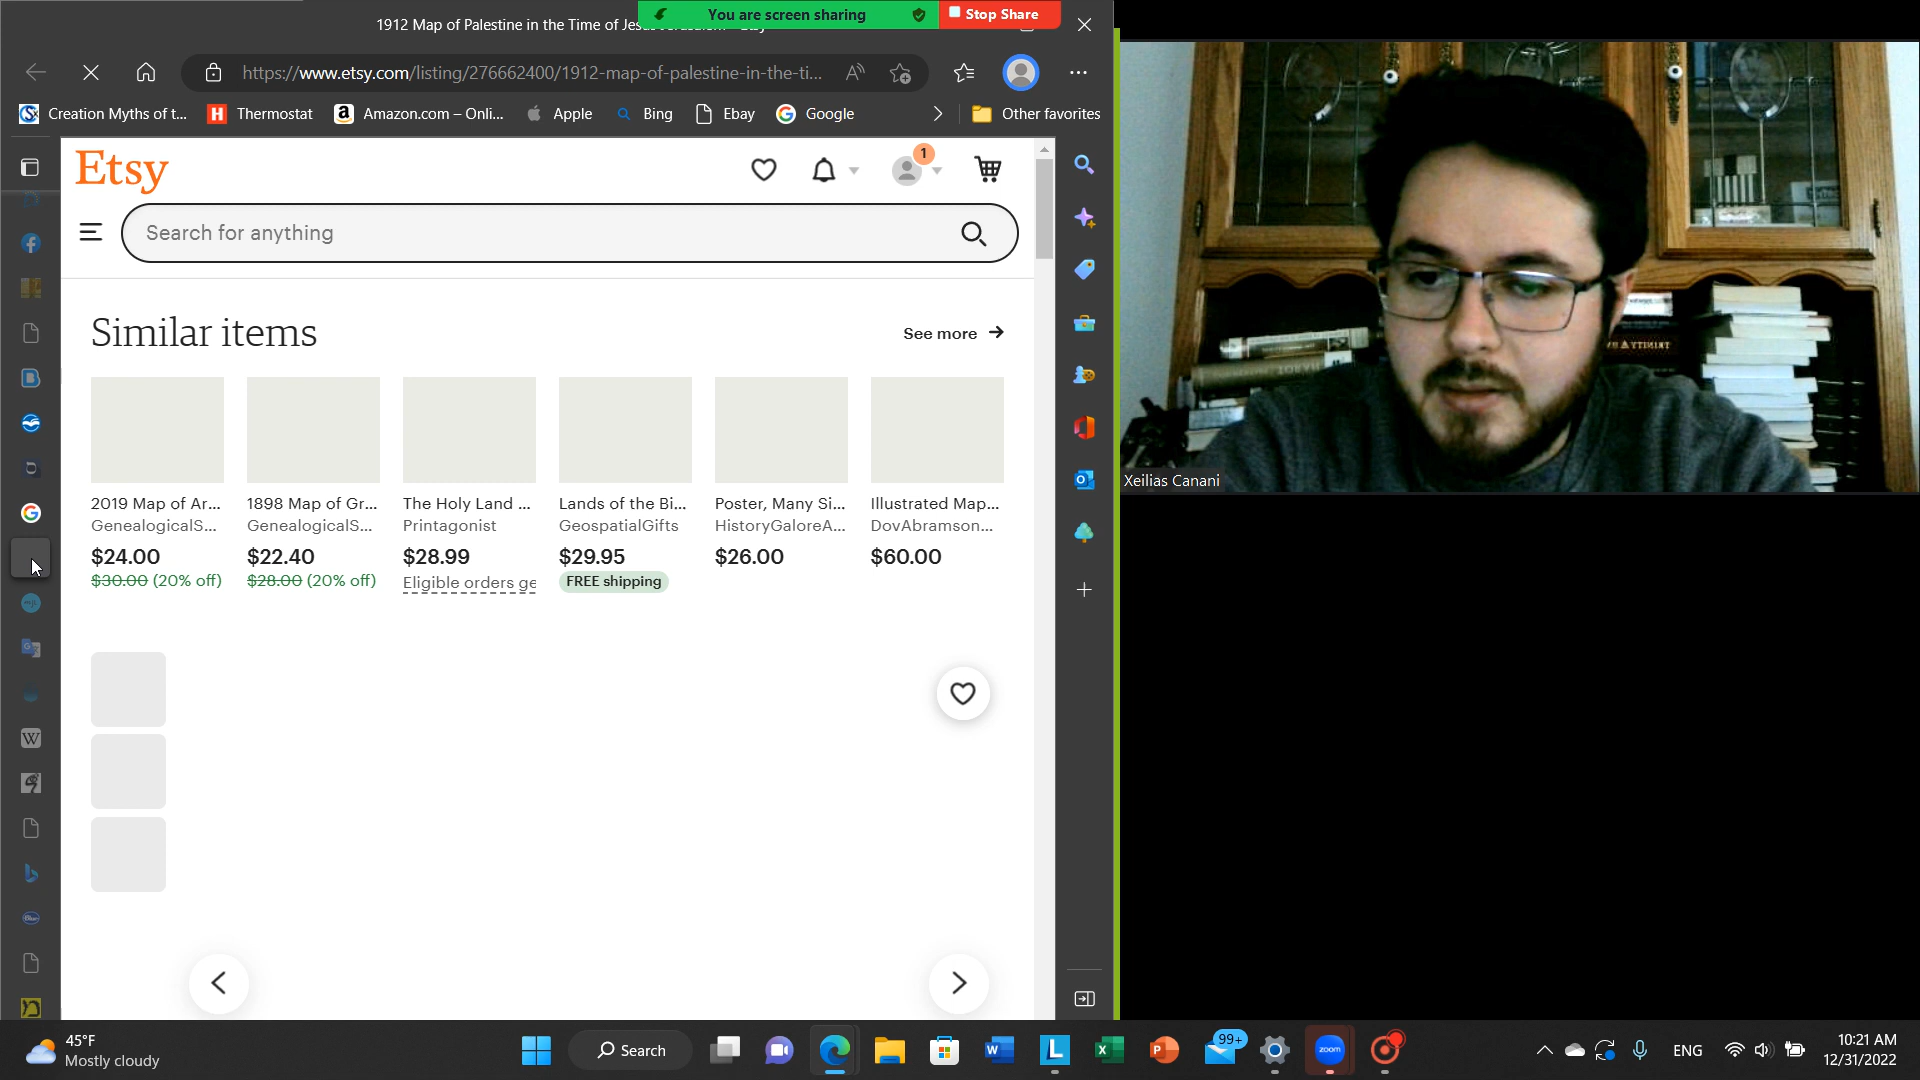 1912 Map of Palestine in the Time of
You are screen sharing
Stop Share
https://www.etsy.com/listing/276662400/1912-map-of-palestine-in-the-ti...
Creation Myths of t...
Thermostat
Amazon.com – Onli...
Apple
Bing
Ebay
Google
Other favorites
Etsy
1
Search for anything
Similar items
See more
2019 Map of Ar...
GenealogicalS...
$24.00
$30.00 (20% off)
1898 Map of Gr...
GenealogicalS...
$22.40
$28.00 (20% off)
The Holy Land ...
Printagonist
$28.99
Eligible orders ge
Lands of the Bi...
GeospatialGifts
$29.95
FREE shipping
Poster, Many Si...
HistoryGaloreA...
$26.00
Illustrated Map...
DovAbramson...
$60.00
Xeilias Canani
45°F
Mostly cloudy
Search
99+
zoom
ENG
10:21 AM
12/31/2022